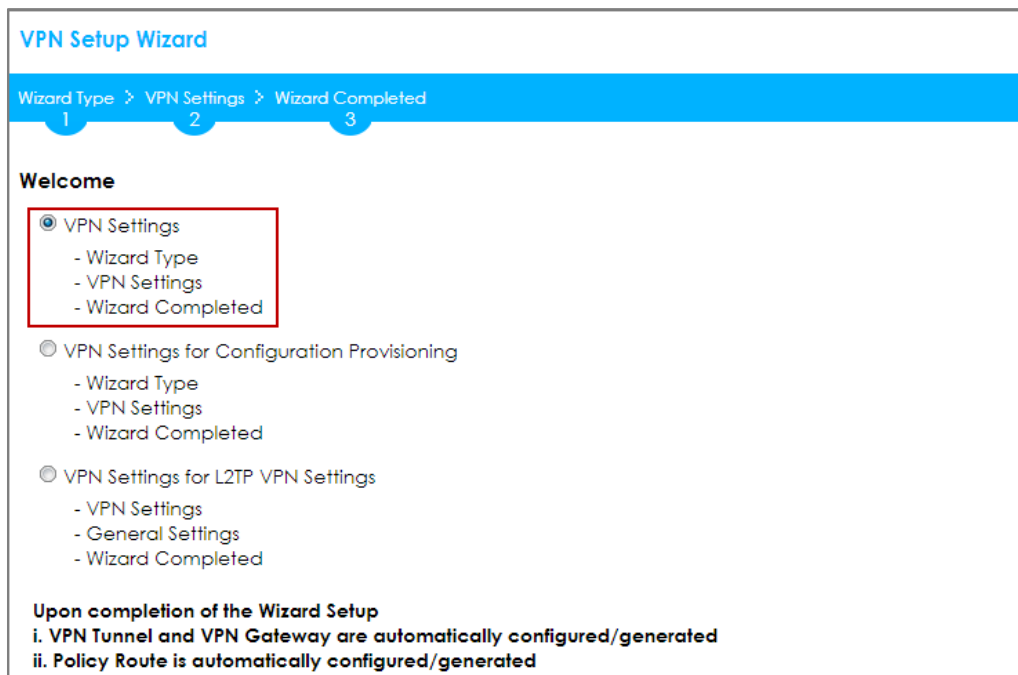 VPN Setup Wizard
Wizard Type > VPN Settings > Wizard Completed
1 2 3
Welcome
VPN Settings
- Wizard Type
- VPN Settings
- Wizard Completed
VPN Settings for Configuration Provisioning
- Wizard Type
- VPN Settings
- Wizard Completed
VPN Settings for L2TP VPN Settings
- VPN Settings
- General Settings
- Wizard Completed
Upon completion of the Wizard Setup
i. VPN Tunnel and VPN Gateway are automatically configured/generated
ii. Policy Route is automatically configured/generated